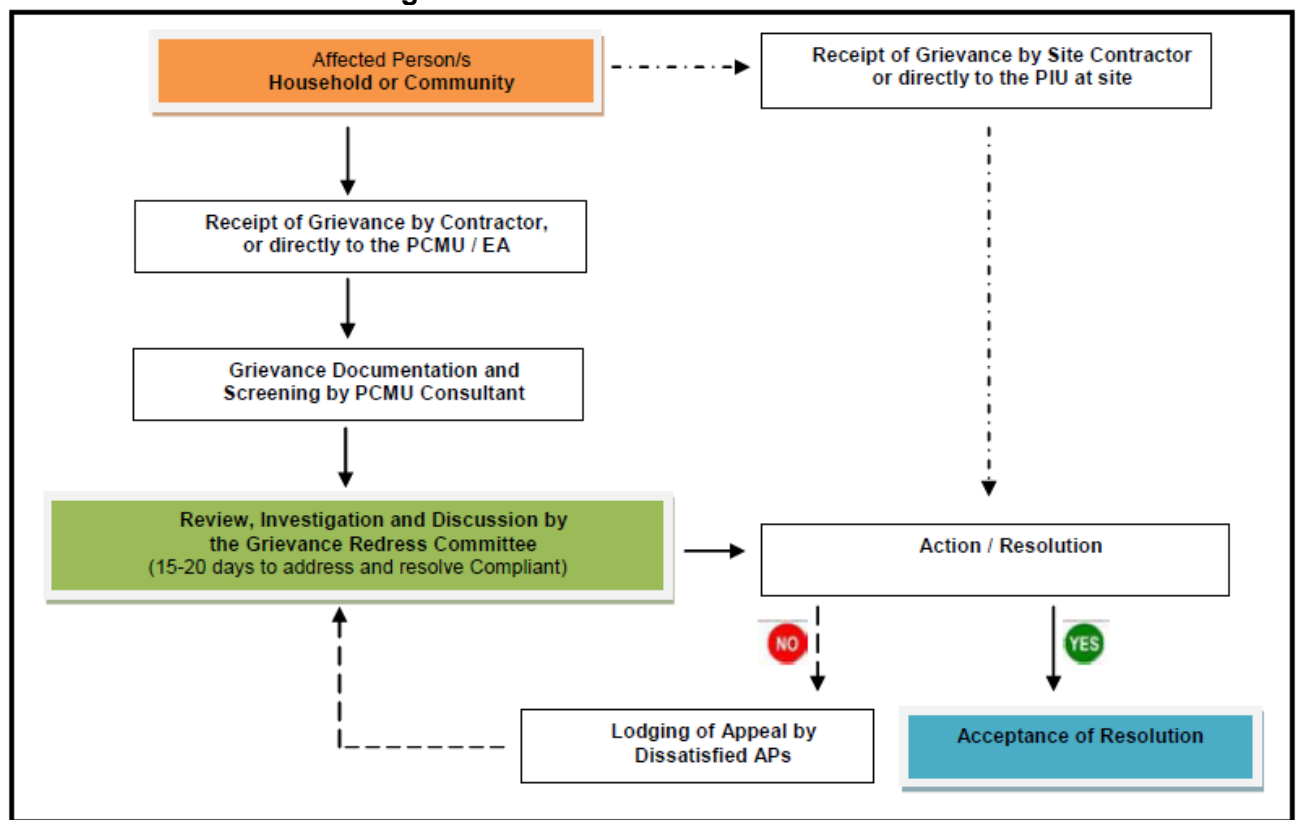 Affected Person/s
Household or Community
Receipt of Grievance by Site Contractor
or directly to the PIU at site
Receipt of Grievance by Contractor,
or directly to the PCMU / EA
Grievance Documentation and
Screening by PCMU Consultant
Review, Investigation and Discussion by
the Grievance Redress Committee
(15-20 days to address and resolve Compliant)
Action / Resolution
NO
YES
Lodging of Appeal by
Dissatisfied APs
Acceptance of Resolution